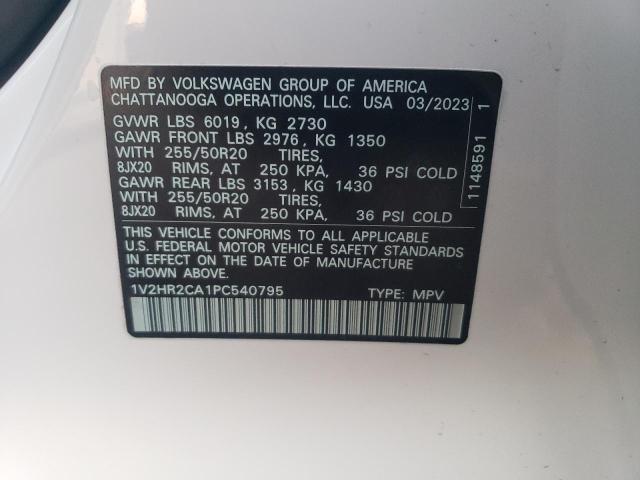 MFD BY VOLKSWAGEN GROUP OF AMERICA
CHATTANOOGA OPERATIONS, LLC. USA 03/2023
GVWR LBS 6019, KG 2730
GAWR FRONT LBS 2976, KG 1350
WITH 255/50R20 TIRES,
8JX20 RIMS, AT 250 KPA, 36 PSI COLD
GAWR REAR LBS 3153, KG 1430
WITH 255/50R20 TIRES,
8JX20 RIMS, AT 250 KPA, 36 PSI COLD
THIS VEHICLE CONFORMS TO ALL APPLICABLE
U.S. FEDERAL MOTOR VEHICLE SAFETY STANDARDS
IN EFFECT ON THE DATE OF MANUFACTURE
SHOWN ABOVE.
1V2HR2CA1PC540795 TYPE: MPV
1148591 1